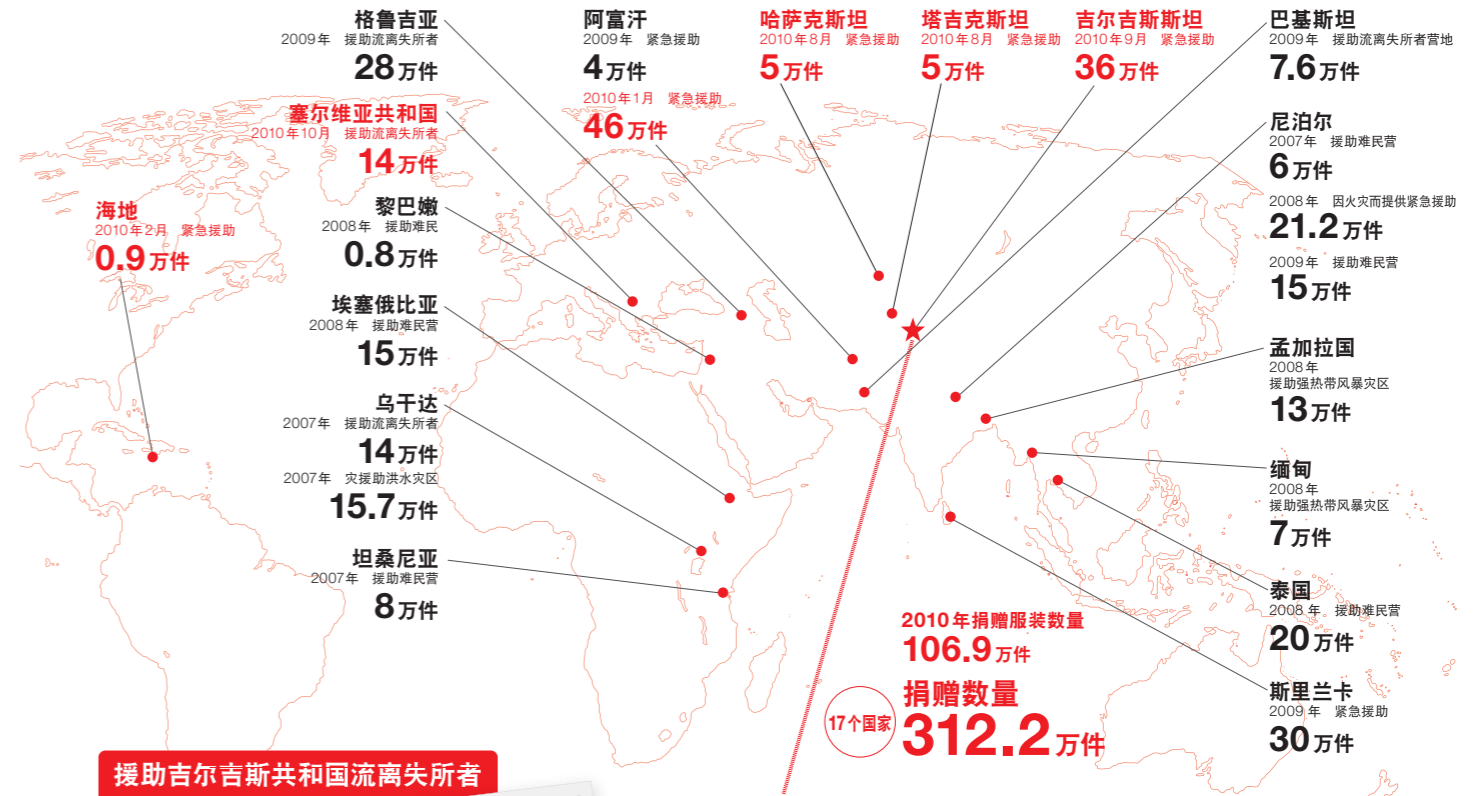 格鲁吉亚
2009年 援助流离失所者
28万件
塞尔维亚共和国
2010年10月 援助流离失所者
14万件
海地
2010年2月 紧急援助
0.9万件
黎巴嫩
2008年 援助难民
0.8万件
埃塞俄比亚
2008年 援助难民营
15万件
乌干达
2007年 援助流离失所者
14万件
2007年 灾援助洪水灾区
15.7万件
坦桑尼亚
2007年 援助难民营
8万件
阿富汗
2009年 紧急援助
4万件
2010年1月 紧急援助
46万件
哈萨克斯坦
2010年8月 紧急援助
5万件
塔吉克斯坦
2010年8月 紧急援助
5万件
吉尔吉斯斯坦
2010年9月 紧急援助
36万件
巴基斯坦
2009年 援助流离失所者营地
7.6万件
尼泊尔
2007年 援助难民营
6万件
2008年 因火灾而提供紧急援助
21.2万件
2009年 援助难民营
15万件
孟加拉国
2008年
援助强热带风暴灾区
13万件
缅甸
2008年
援助强热带风暴灾区
7万件
泰国
2008年 援助难民营
20万件
斯里兰卡
2009年 紧急援助
30万件
2010年捐赠服装数量
106.9万件
17个国家
捐赠数量
312.2万件
援助吉尔吉斯共和国流离失所者